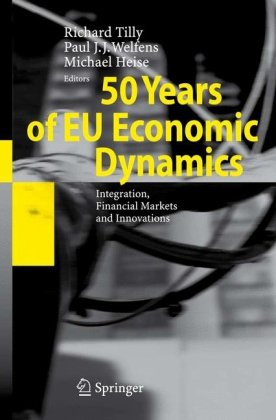 Richard Tilly
Paul J.J. Welfens
Michael Heise
Editors
50 Years
of EU Economic
Dynamics
Integration,
Financial Markets
and Innovations
Springer